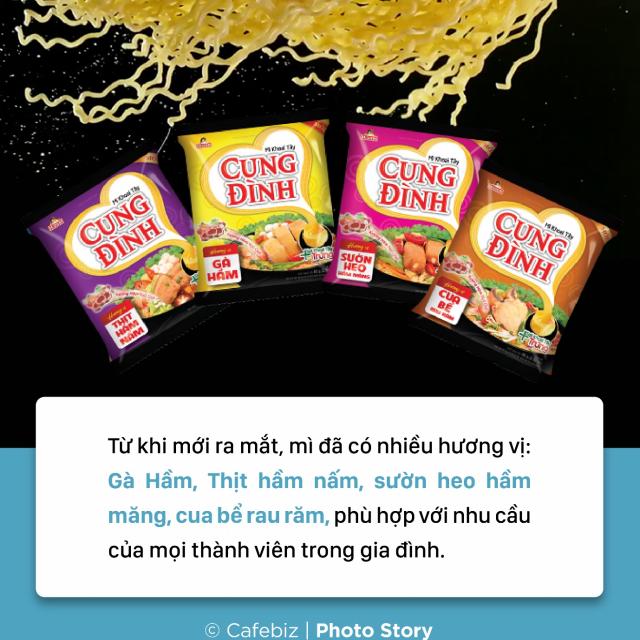 Mì Khoai Tây
CUNG
ĐÌNH
Hương vị
THỊT
HẦM
NẤM
Mì Khoai Tây
CUNG
ĐÌNH
Hương vị
GÀ
HẦM
Khoai Tây
Trứng
Mì Khoai Tây
CUNG
ĐÌNH
Hương vị
SƯỜN
HEO
HẦM MĂNG
Mì Khoai Tây
CUNG
ĐÌNH
Hương vị
CUA
BỂ
RAU RĂM
Trứng
Từ khi mới ra mắt, mì đã có nhiều hương vị:
Gà Hầm, Thịt hầm nấm, sườn heo hầm
măng, cua bể rau răm, phù hợp với nhu cầu
của mọi thành viên trong gia đình.
© Cafebiz | Photo Story